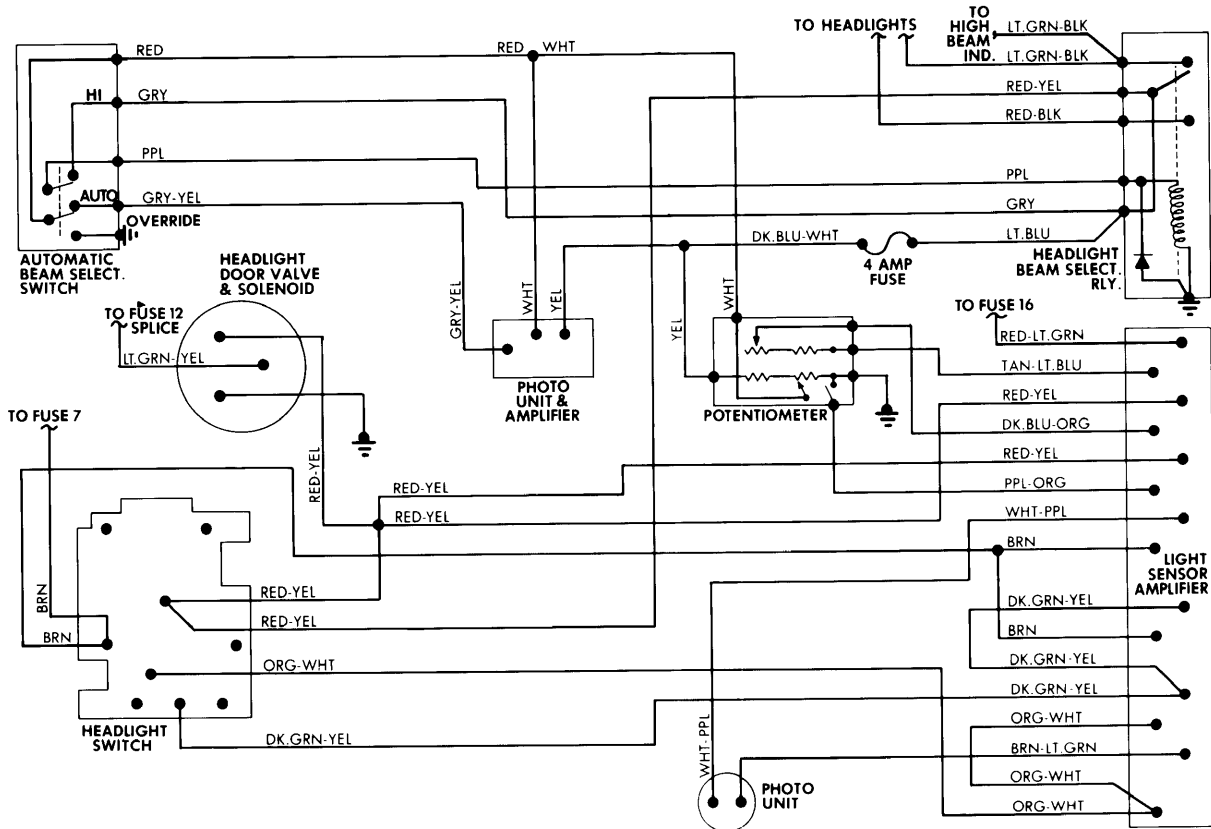 TO HEADLIGHTS
TO
HIGH
BEAM
IND.
LT.GRN-BLK
RED
RED
WHT
LT.GRN-BLK
HI
GRY
RED-YEL
RED-BLK
PPL
PPL
AUTO
GRY-YEL
GRY
OVERRIDE
DK.BLU-WHT
LT.BLU
AUTOMATIC
BEAM SELECT.
SWITCH
HEADLIGHT
DOOR VALVE
& SOLENOID
4 AMP
FUSE
HEADLIGHT
BEAM SELECT.
RLY.
GRY-YEL
WHT
YEL
YEL
WHT
TO FUSE 12
SPLICE
TO FUSE 16
RED-LT.GRN
LT.GRN-YEL
TAN-LT.BLU
PHOTO
UNIT &
AMPLIFIER
RED-YEL
POTENTIOMETER
TO FUSE 7
DK.BLU-ORG
RED-YEL
RED-YEL
RED-YEL
PPL-ORG
RED-YEL
WHT-PPL
BRN
LIGHT
SENSOR
AMPLIFIER
BRN
RED-YEL
DK.GRN-YEL
RED-YEL
BRN
BRN
ORG-WHT
DK.GRN-YEL
DK.GRN-YEL
HEADLIGHT
SWITCH
ORG-WHT
DK.GRN-YEL
WHT-PPL
BRN-LT.GRN
ORG-WHT
PHOTO
UNIT
ORG-WHT